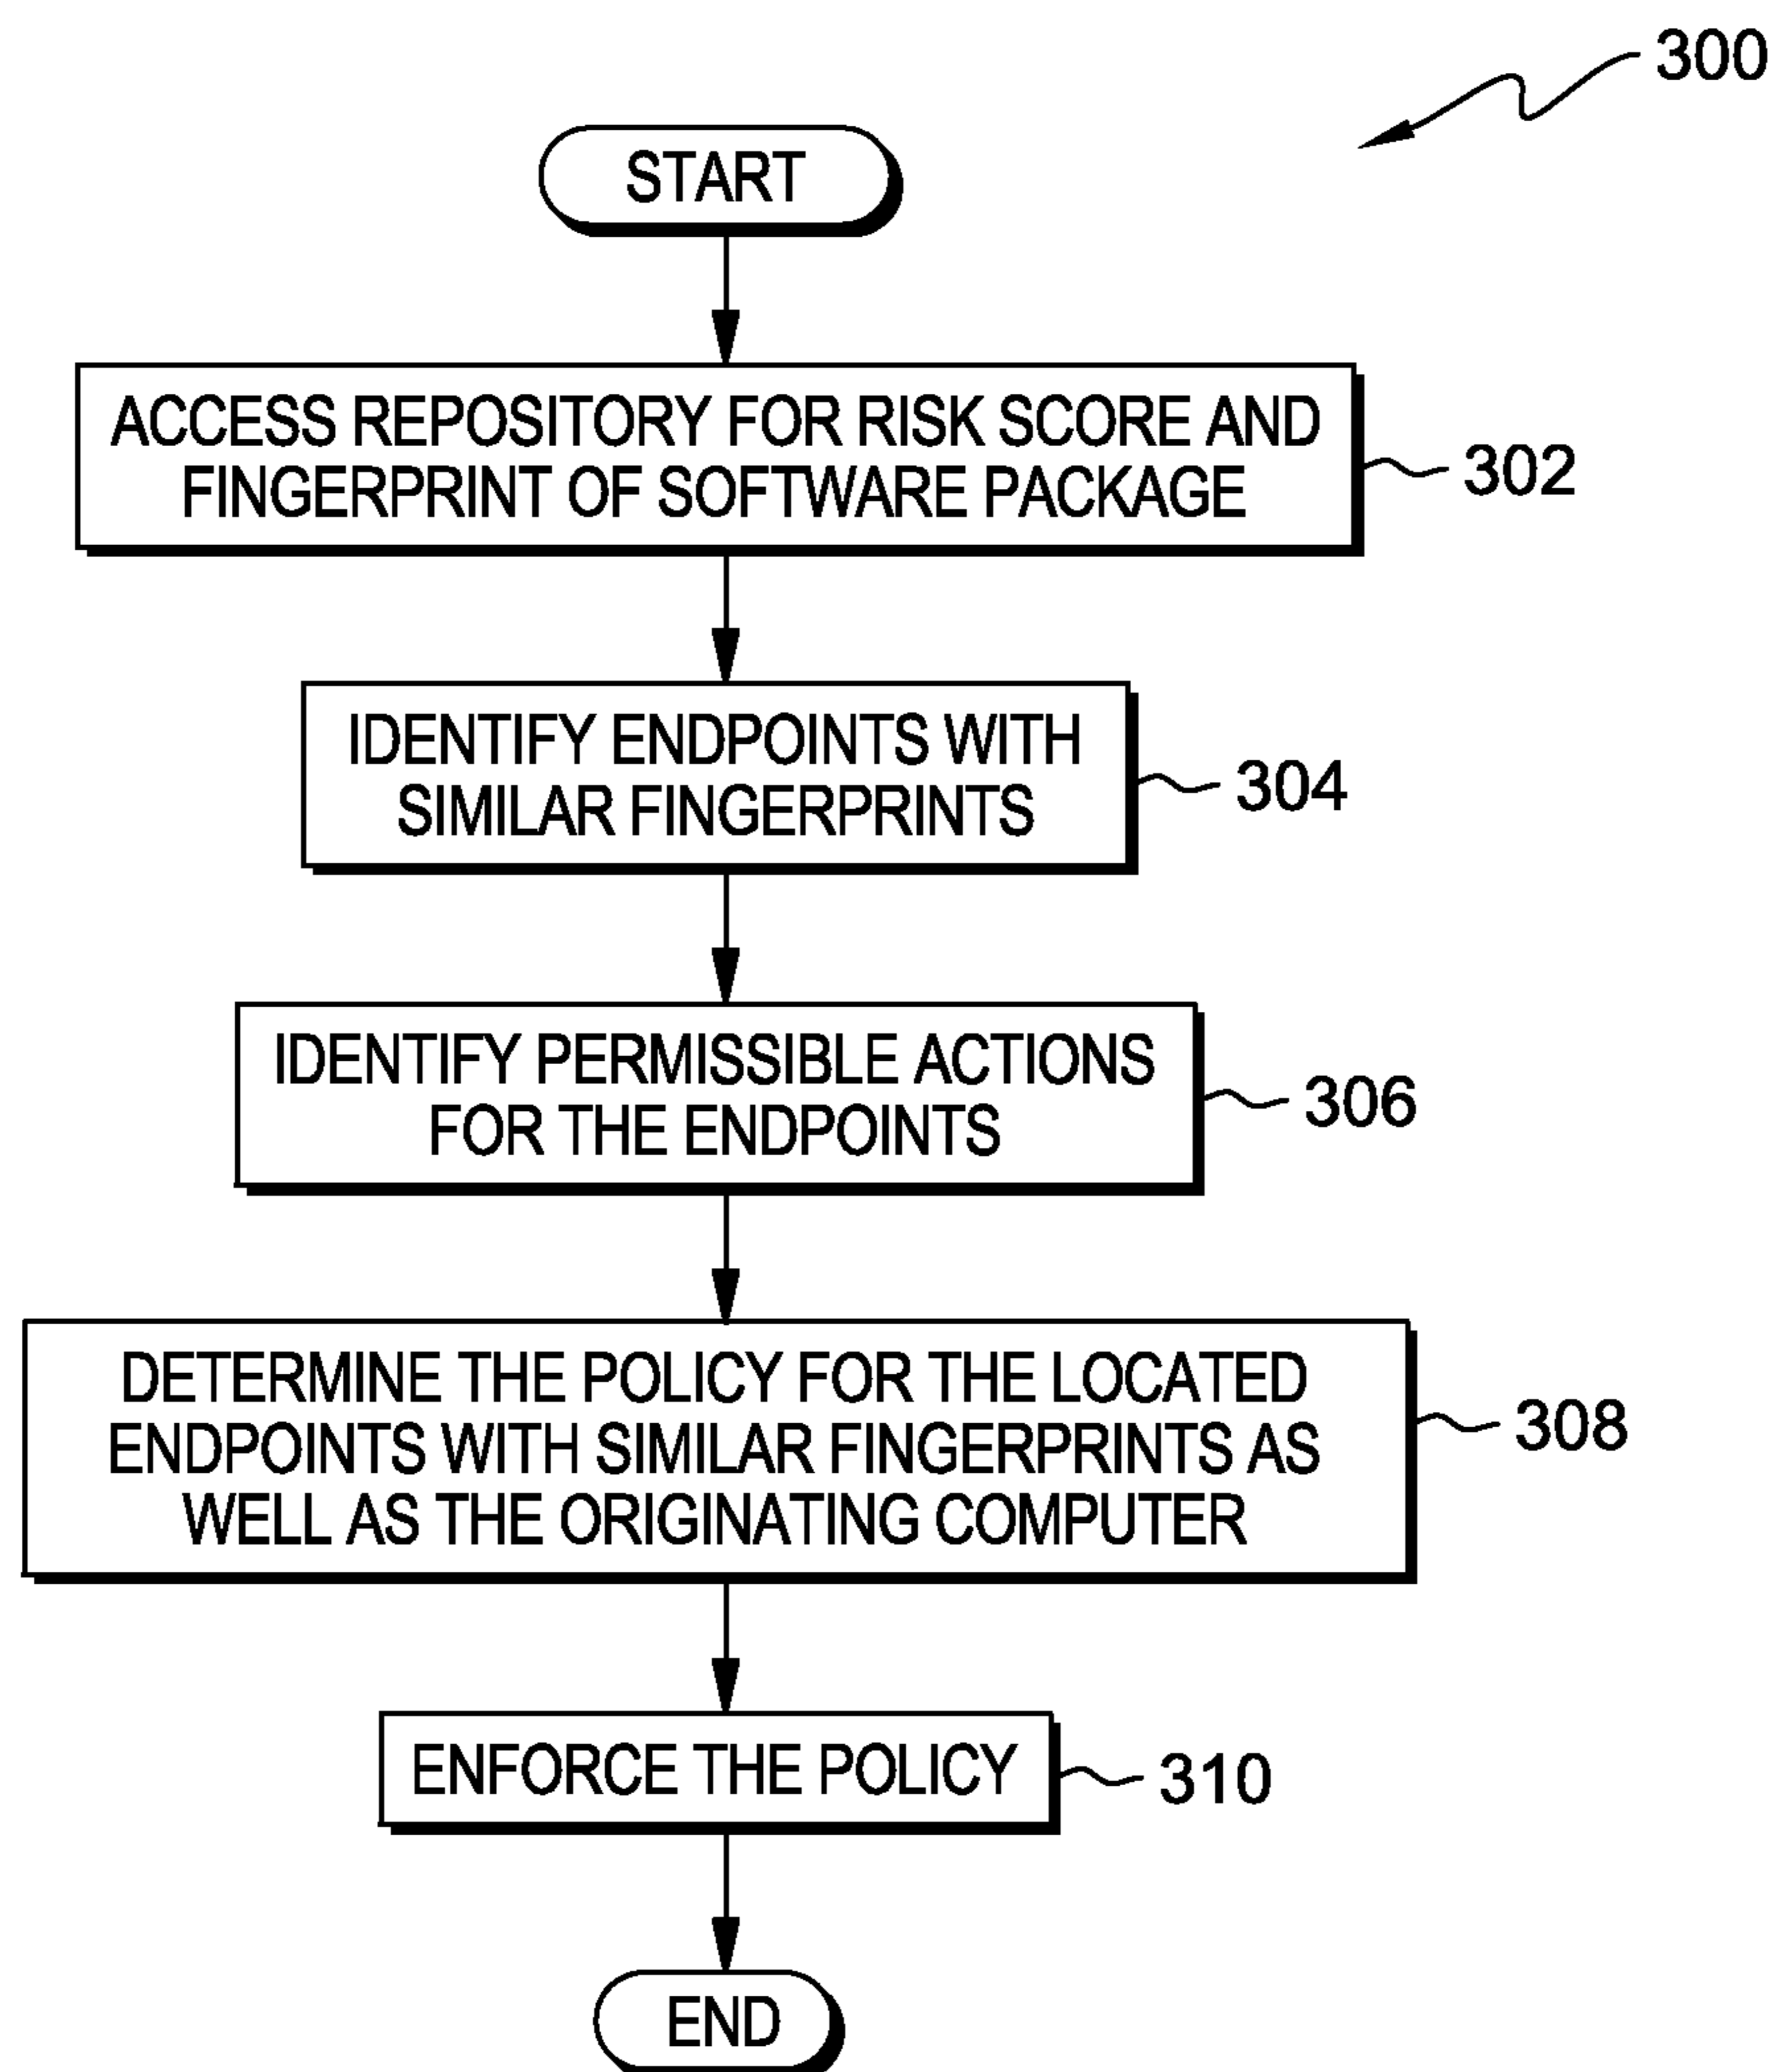 300
START
ACCESS REPOSITORY FOR RISK SCORE AND
FINGERPRINT OF SOFTWARE PACKAGE
302
IDENTIFY ENDPOINTS WITH
SIMILAR FINGERPRINTS
304
IDENTIFY PERMISSIBLE ACTIONS
FOR THE ENDPOINTS
306
DETERMINE THE POLICY FOR THE LOCATED
ENDPOINTS WITH SIMILAR FINGERPRINTS AS
WELL AS THE ORIGINATING COMPUTER
308
ENFORCE THE POLICY
310
END